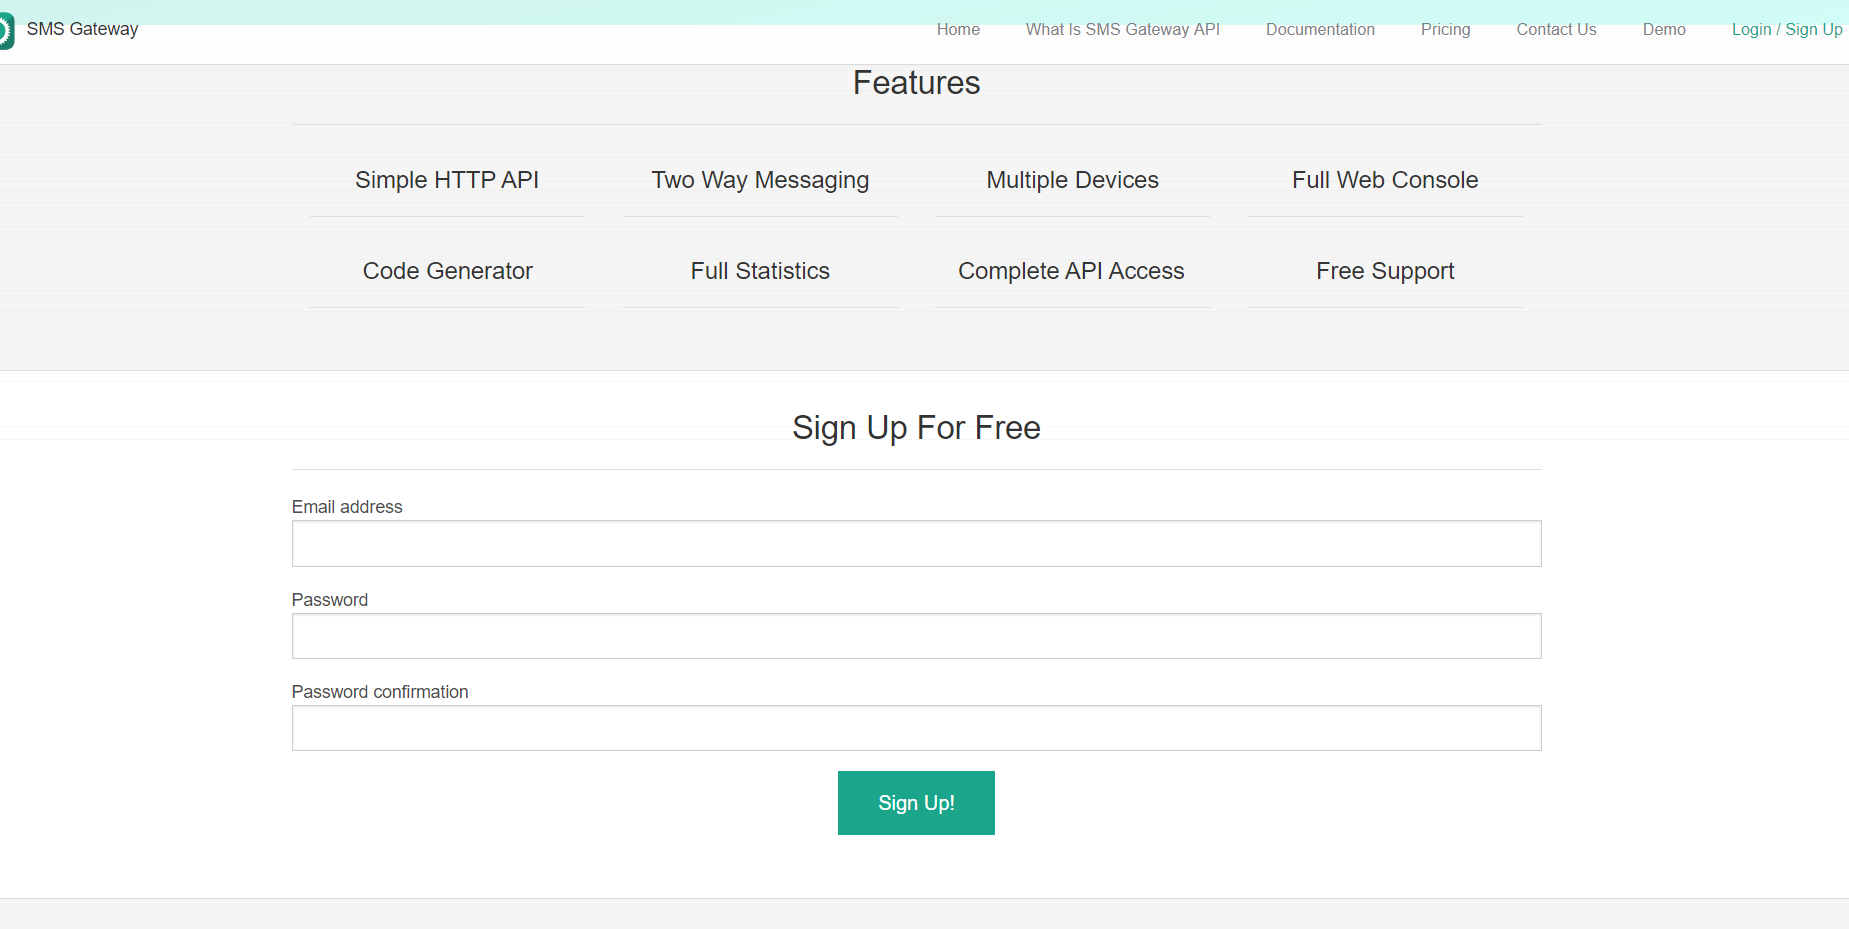 SMS Gateway
Home What Is SMS Gateway API Documentation Pricing Contact Us Demo Login / Sign Up
Features
Simple HTTP API Two Way Messaging Multiple Devices Full Web Console
Code Generator Full Statistics Complete API Access Free Support
Sign Up For Free
Email address
Password
Password confirmation
Sign Up!